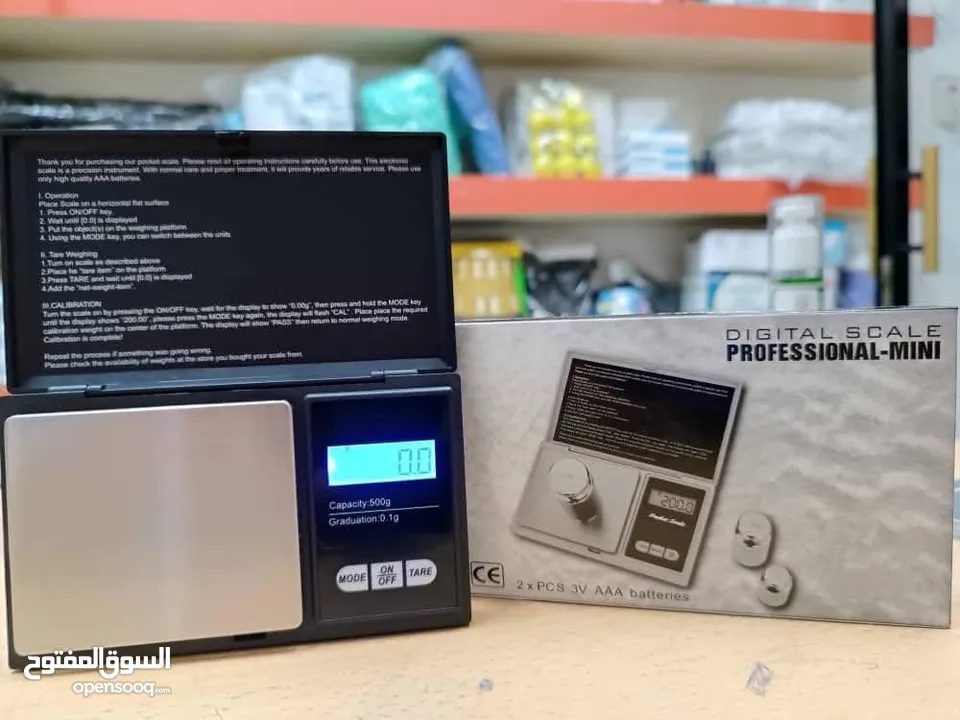 Thank you for purchasing our pocket scale. Please read all operating instructions carefully before use. This electronic
scale is a precision instrument. With normal care and proper treatment, it will provide years of reliable service. Please use
only high quality AAA batteries.
I. Operation
Place Scale on a horizontal flat surface
1. Press ON/OFF key.
2. Wait until [0.0] is displayed
3. Put the object(s) on the weighing platform
4. Using the MODE key, you can switch between the units
II. Tare Weighing
1.Turn on scale as described above
2.Place he "tare item" on the platform
3.Press TARE and wait until [0.0] is displayed
4.Add the "net-weight-item".
III.CALIBRATION
Turn the scale on by pressing the ON/OFF key, wait for the display to show "0.00g", then press and hold the MODE key
until the display shows "200.00", please press the MODE key again, the display will flash "CAL". Place place the required
calibration weight on the center of the platform. The display will show "PASS" then return to normal weighing mode.
Calibration is complete!
Repeat the process if something was going wrong.
Please check the availability of weights at the store you bought your scale from.
0.0
Capacity:500g
Graduation:0.1g
MODE
ON
OFF
TARE
DIGITAL SCALE
PROFESSIONAL-MINI
200.0
Pocket Scale
CE
2 x PCS 3V AAA batteries
السوق المفتوح
opensooq.com